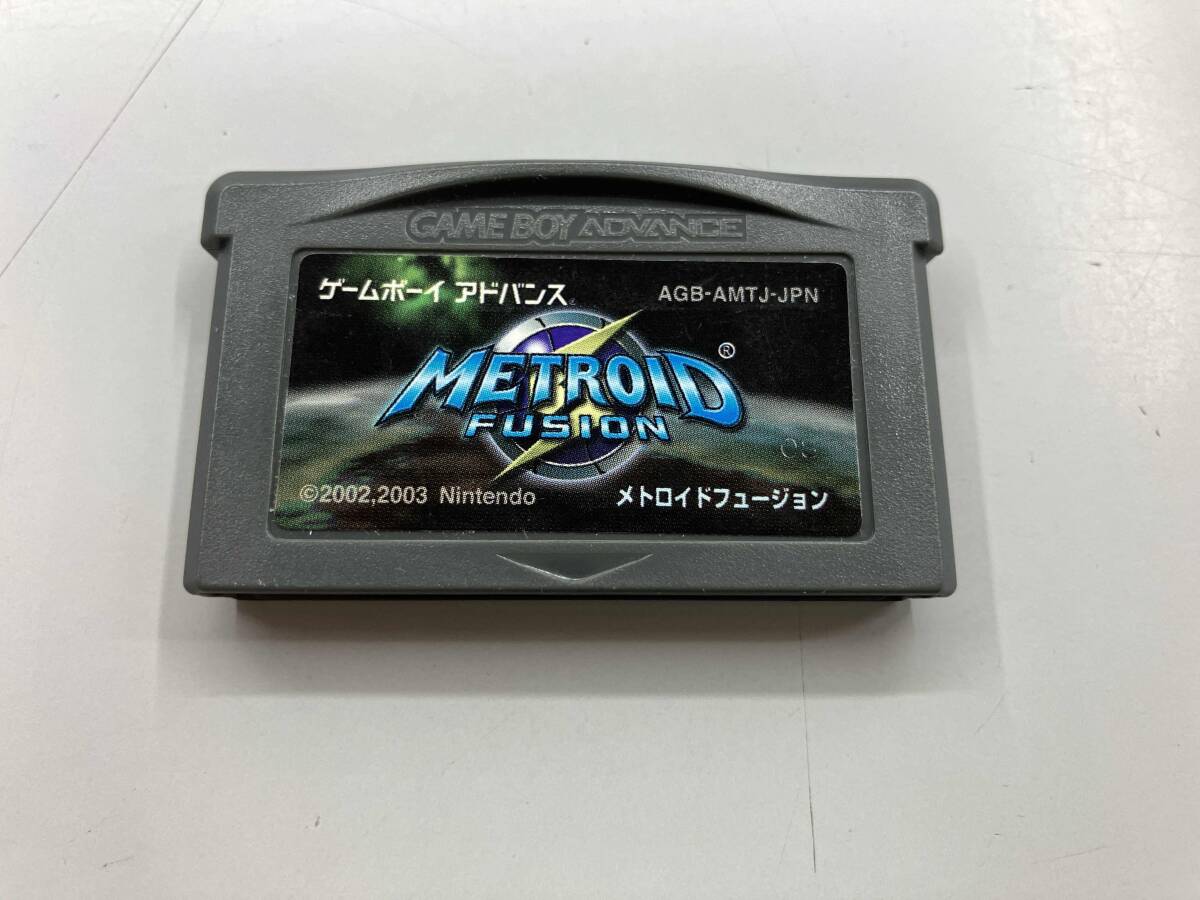 GAME BOY ADVANCE
ゲームボーイ アドバンス
AGB-AMTJ-JPN
METROID®
FUSION
©2002,2003 Nintendo
メトロイドフュージョン